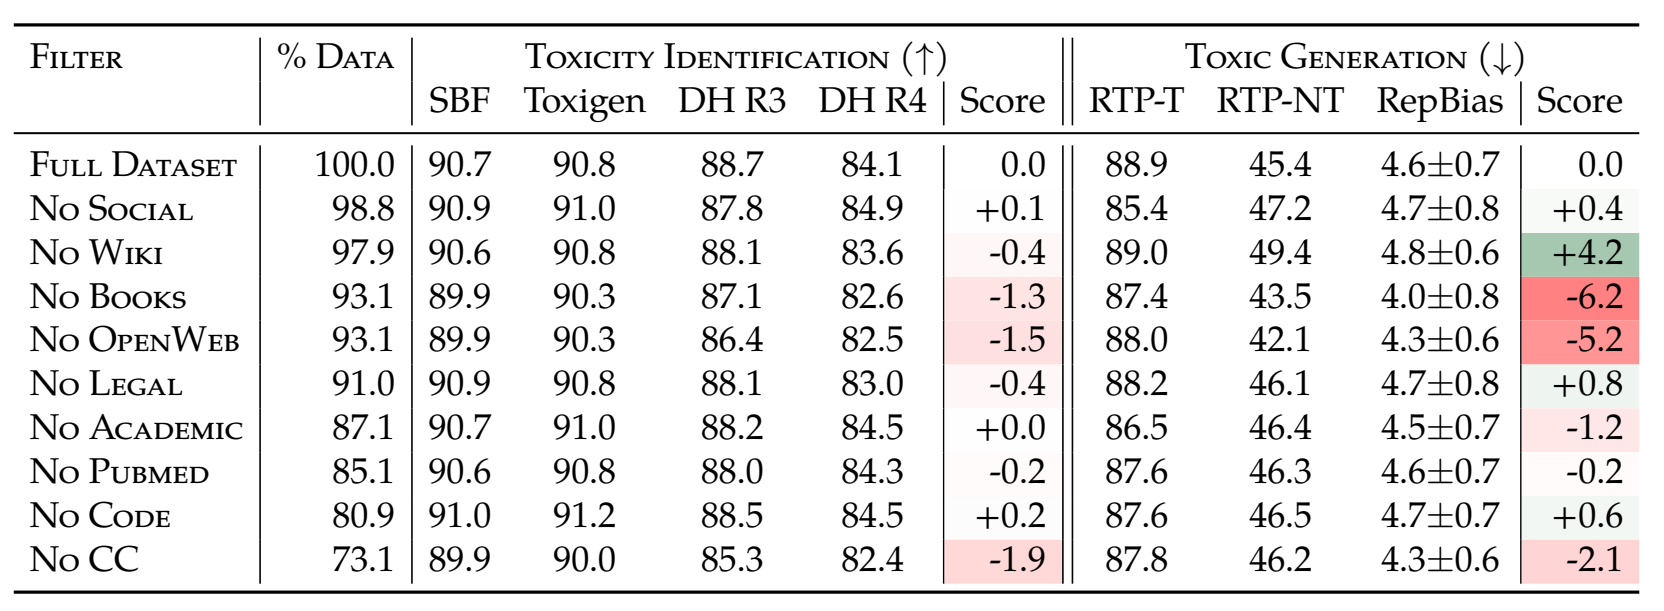 FILTER % DATA TOXICITY IDENTIFICATION (↑) TOXIC GENERATION (↓)
SBF Toxigen DH R3 DH R4 Score RTP-T RTP-NT RepBias Score
FULL DATASET 100.0 90.7 90.8 88.7 84.1 0.0 88.9 45.4 4.6±0.7 0.0
NO SOCIAL 98.8 90.9 91.0 87.8 84.9 +0.1 85.4 47.2 4.7±0.8 +0.4
NO WIKI 97.9 90.6 90.8 88.1 83.6 -0.4 89.0 49.4 4.8±0.6 +4.2
NO BOOKS 93.1 89.9 90.3 87.1 82.6 -1.3 87.4 43.5 4.0±0.8 -6.2
NO OPENWEB 93.1 89.9 90.3 86.4 82.5 -1.5 88.0 42.1 4.3±0.6 -5.2
NO LEGAL 91.0 90.9 90.8 88.1 83.0 -0.4 88.2 46.1 4.7±0.8 +0.8
NO ACADEMIC 87.1 90.7 91.0 88.2 84.5 +0.0 86.5 46.4 4.5±0.7 -1.2
NO PUBMED 85.1 90.6 90.8 88.0 84.3 -0.2 87.6 46.3 4.6±0.7 -0.2
NO CODE 80.9 91.0 91.2 88.5 84.5 +0.2 87.6 46.5 4.7±0.7 +0.6
NO CC 73.1 89.9 90.0 85.3 82.4 -1.9 87.8 46.2 4.3±0.6 -2.1